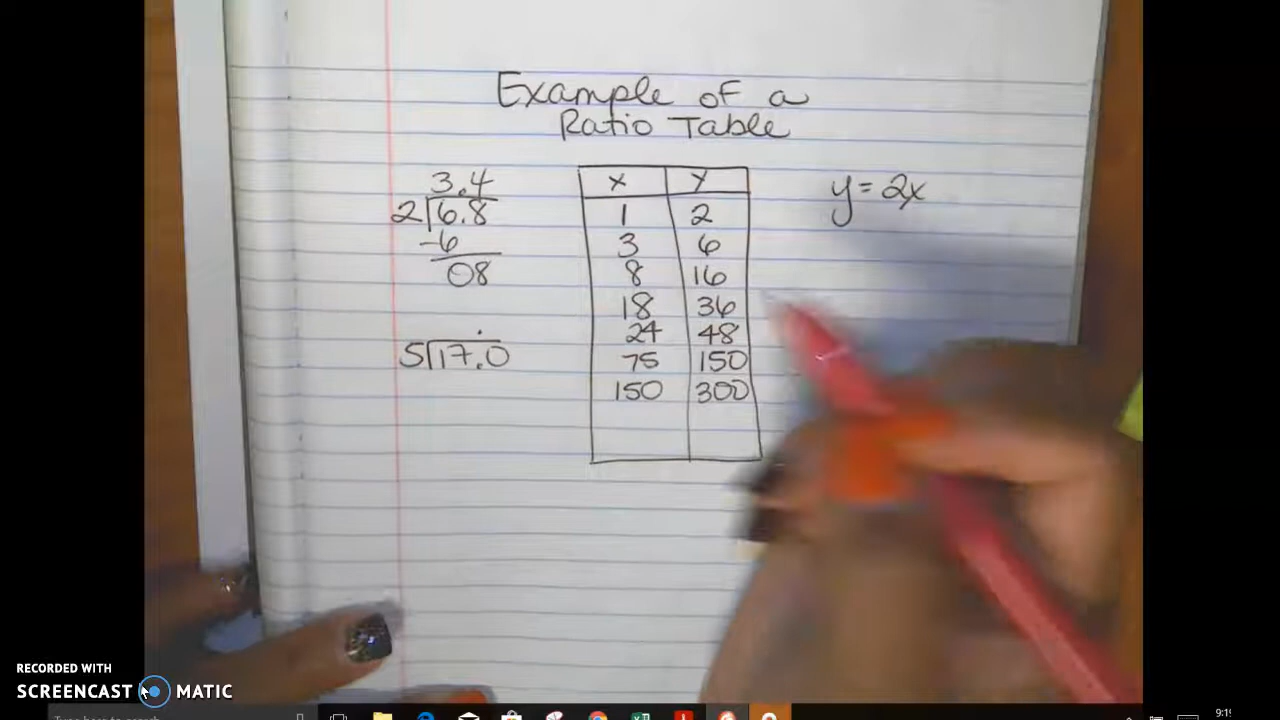 Example of a
Ratio Table
3.4
2 6.8
-6
08
5 17.0
x y
1 2
3 6
8 16
18 36
24 48
75 150
150 300
y=2x
RECORDED WITH
SCREENCAST MATIC